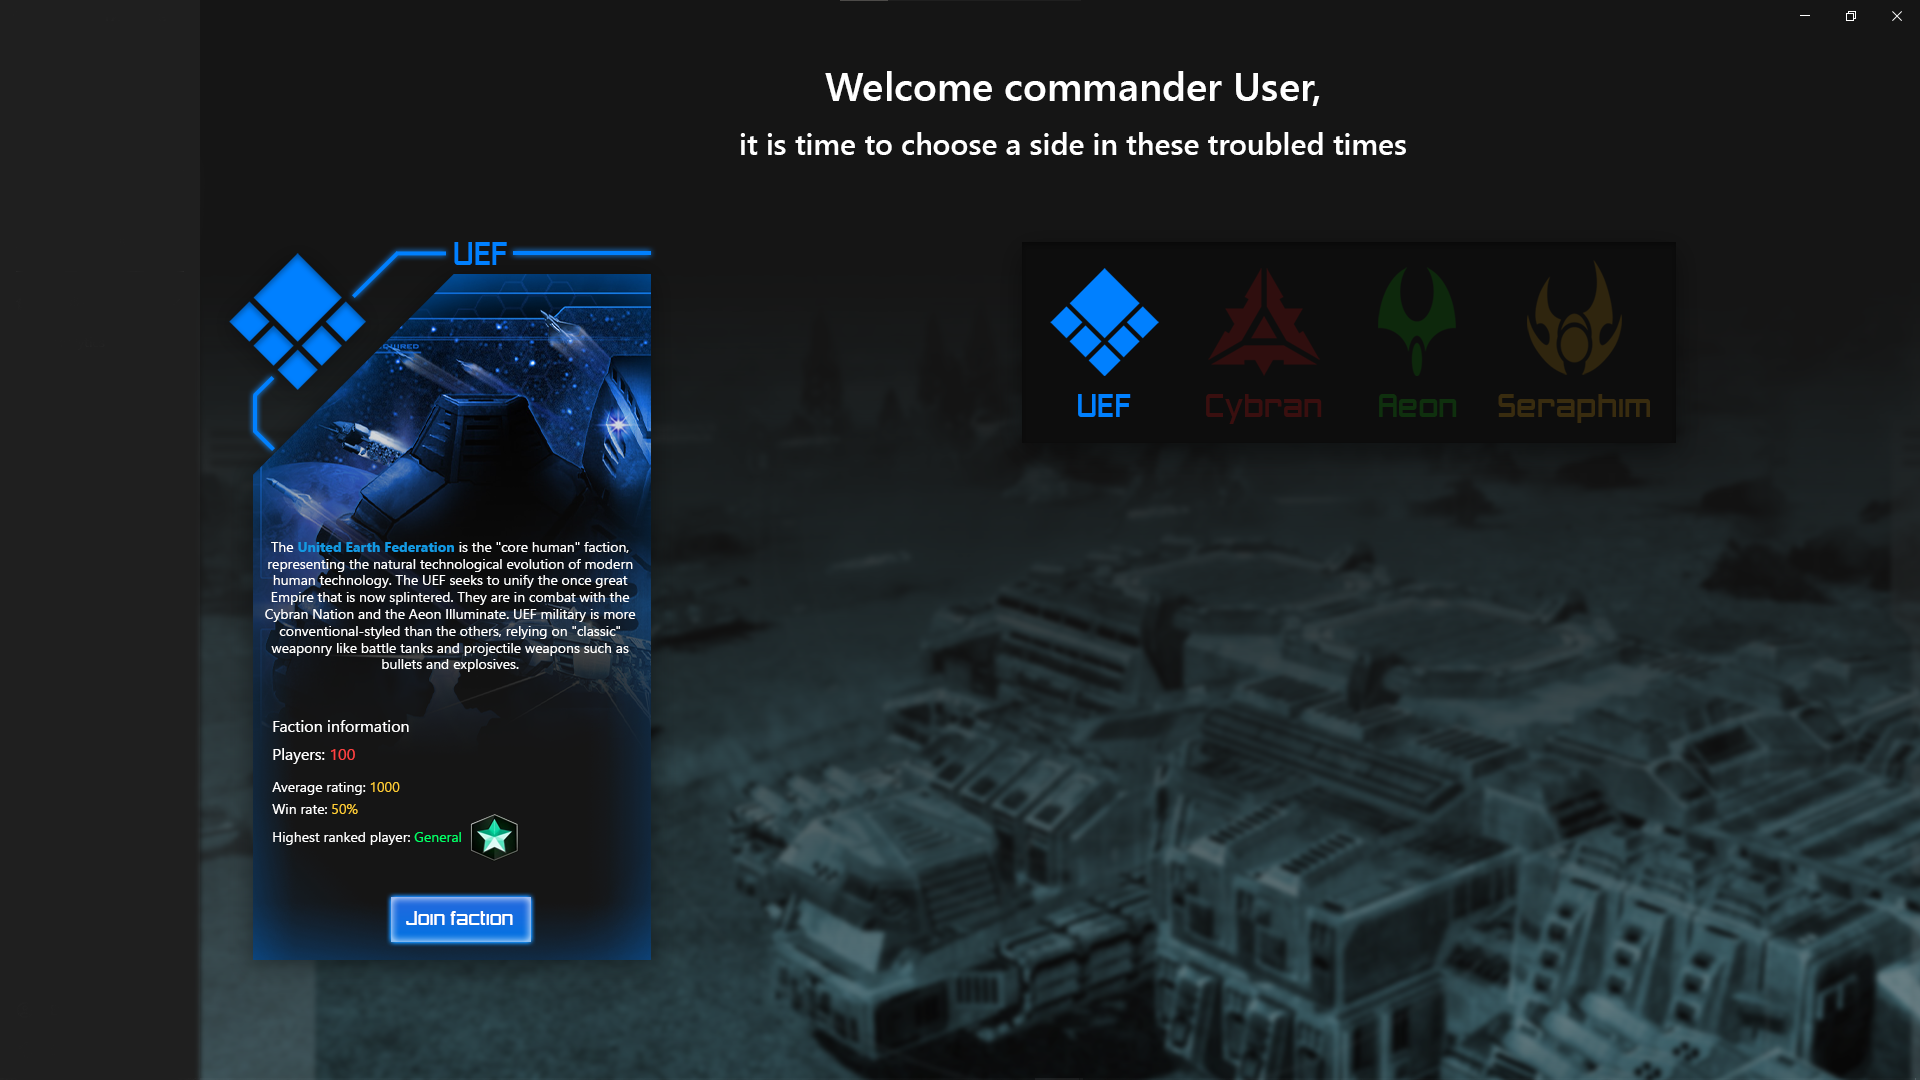 Welcome commander User,
it is time to choose a side in these troubled times
UEF
The United Earth Federation is the "core human" faction,
representing the natural technological evolution of modern
human technology. The UEF seeks to unify the once great
Empire that is now splintered. They are in combat with the
Cybran Nation and the Aeon Illuminate. UEF military is more
conventional-styled than the others, relying on "classic"
weaponry like battle tanks and projectile weapons such as
bullets and explosives.
Faction information
Players: 100
Average rating: 1000
Win rate: 50%
Highest ranked player: General
Join faction
UEF
Cybran
Aeon
Seraphim